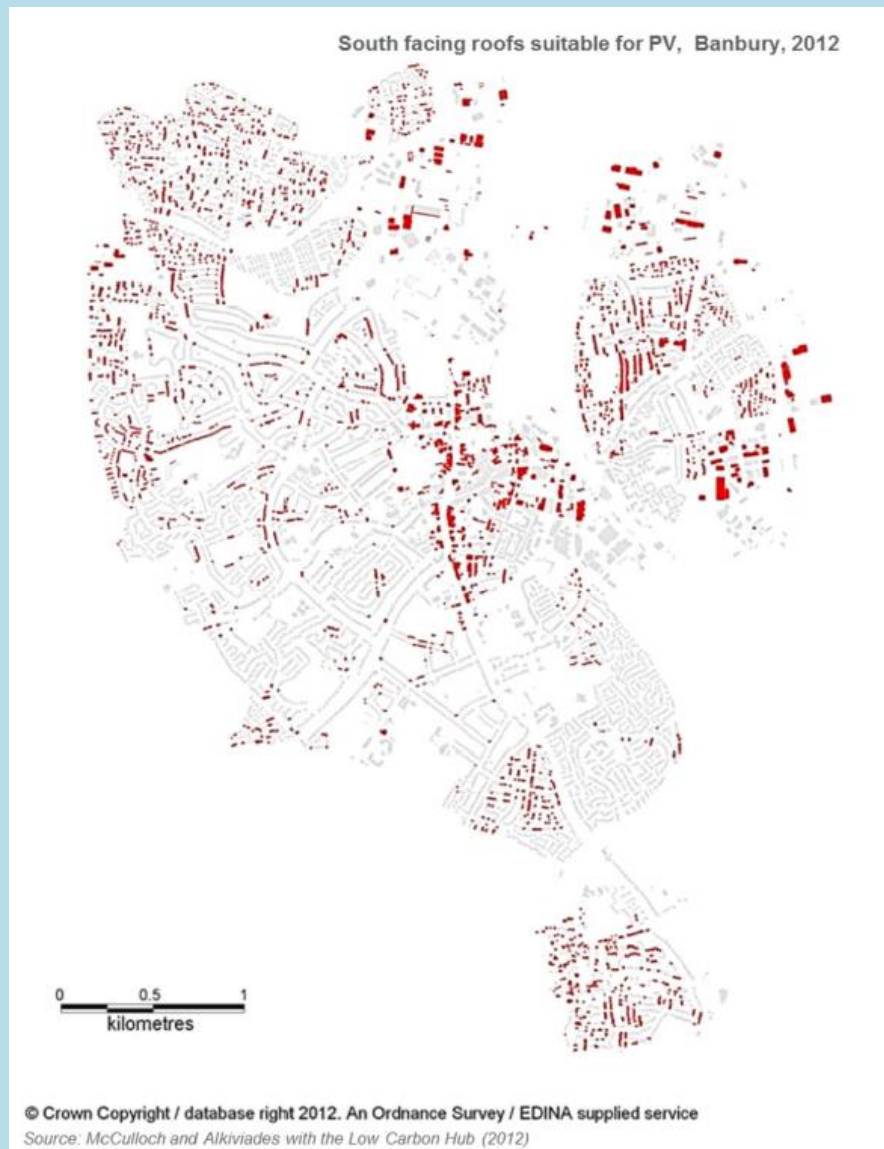 South facing roofs suitable for PV, Banbury, 2012
0 0.5 1
kilometres
© Crown Copyright / database right 2012. An Ordnance Survey / EDINA supplied service
Source: McCulloch and Alkiviades with the Low Carbon Hub (2012)